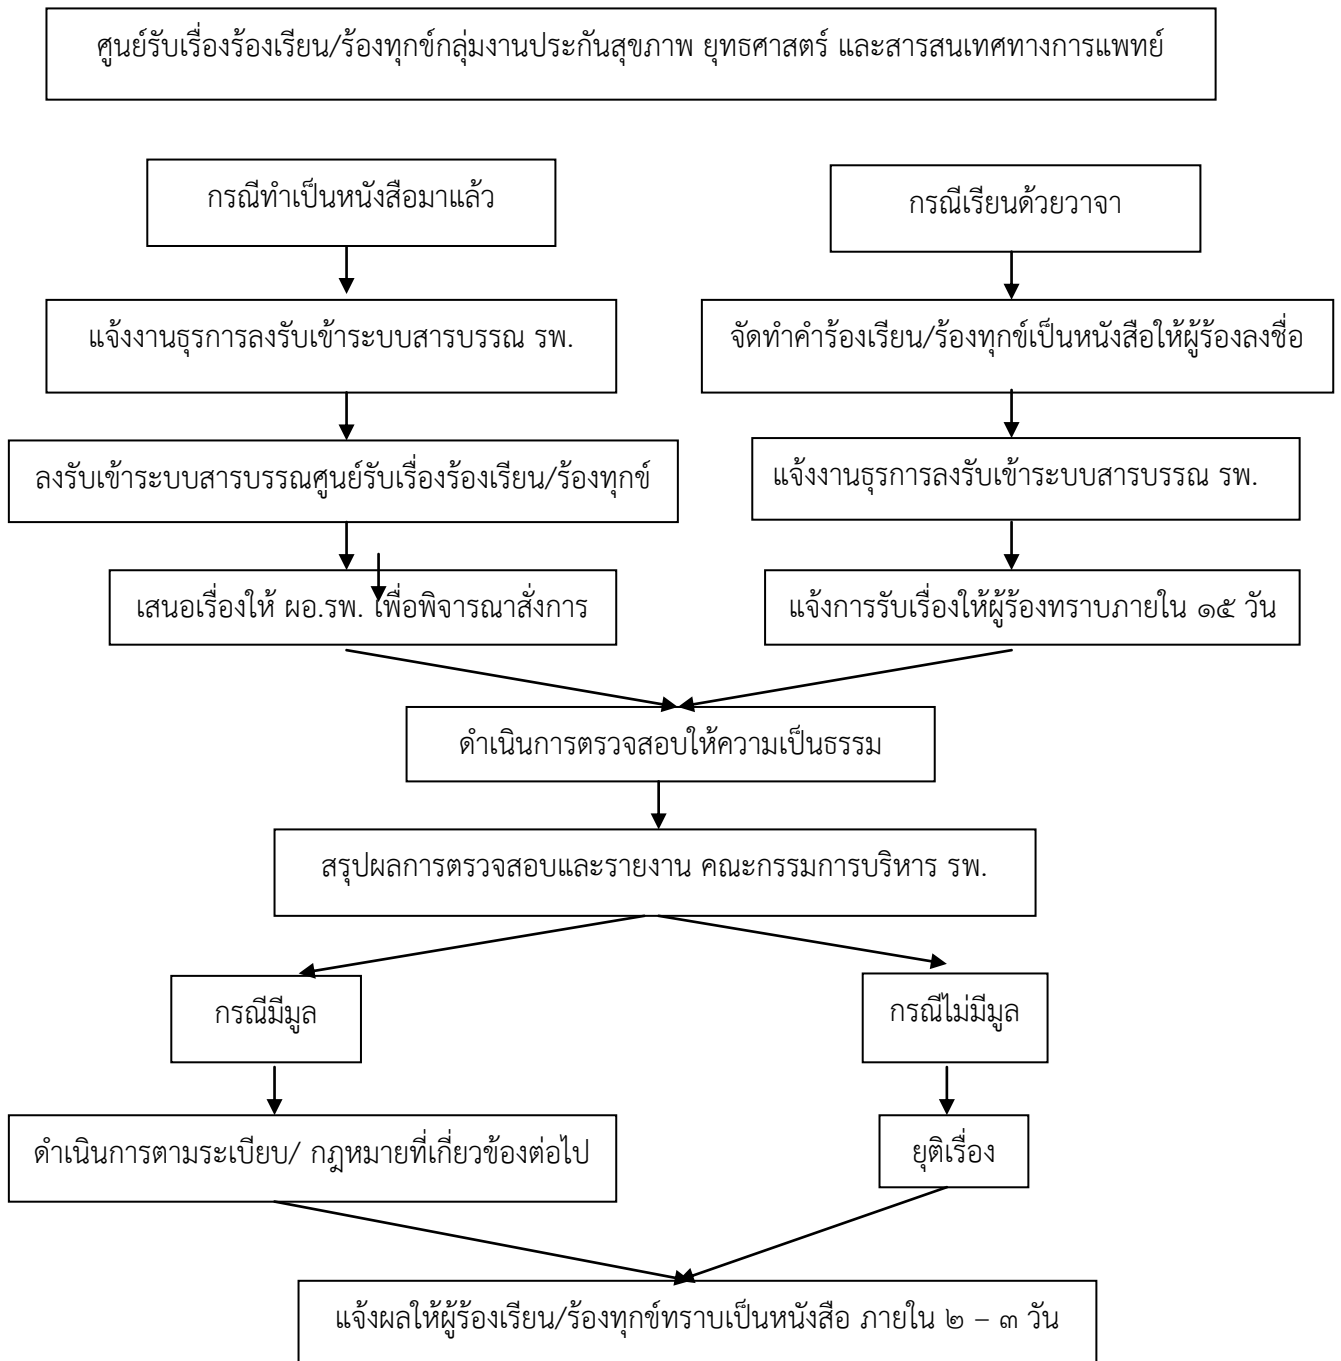 ศูนย์รับเรื่องร้องเรียน/ร้องทุกข์กลุ่มงานประกันสุขภาพ ยุทธศาสตร์ และสารสนเทศทางการแพทย์
กรณีทำเป็นหนังสือมาแล้ว
กรณีเรียนด้วยวาจา
แจ้งงานธุรการลงรับเข้าระบบสารบรรณ รพ.
จัดทำคำร้องเรียน/ร้องทุกข์เป็นหนังสือให้ผู้ร้องลงชื่อ
ลงรับเข้าระบบสารบรรณศูนย์รับเรื่องร้องเรียน/ร้องทุกข์
แจ้งงานธุรการลงรับเข้าระบบสารบรรณ รพ.
เสนอเรื่องให้ ผอ.รพ. เพื่อพิจารณาสั่งการ
แจ้งการรับเรื่องให้ผู้ร้องทราบภายใน ๑๕ วัน
ดำเนินการตรวจสอบให้ความเป็นธรรม
สรุปผลการตรวจสอบและรายงาน คณะกรรมการบริหาร รพ.
กรณีมีมูล
กรณีไม่มีมูล
ดำเนินการตามระเบียบ/ กฎหมายที่เกี่ยวข้องต่อไป
ยุติเรื่อง
แจ้งผลให้ผู้ร้องเรียน/ร้องทุกข์ทราบเป็นหนังสือ ภายใน ๒ – ๓ วัน